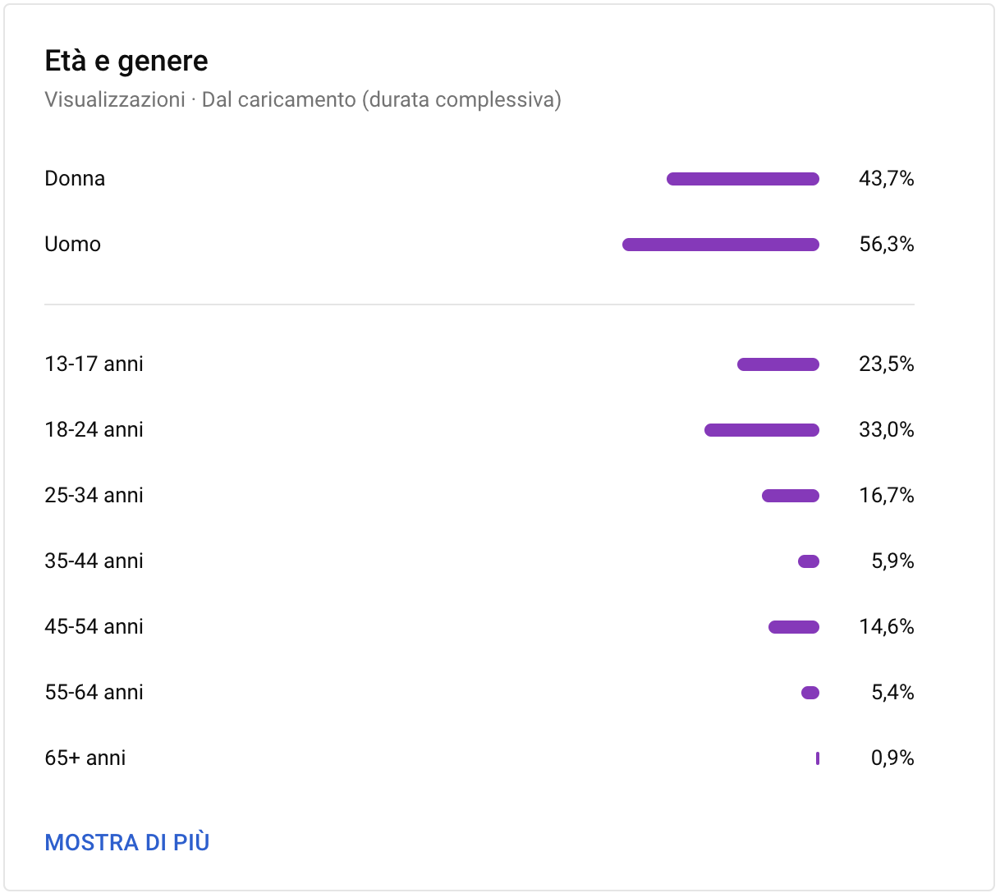 Età e genere
Visualizzazioni · Dal caricamento (durata complessiva)
Donna 43,7%
Uomo 56,3%
13-17 anni 23,5%
18-24 anni 33,0%
25-34 anni 16,7%
35-44 anni 5,9%
45-54 anni 14,6%
55-64 anni 5,4%
65+ anni 0,9%
MOSTRA DI PIÙ